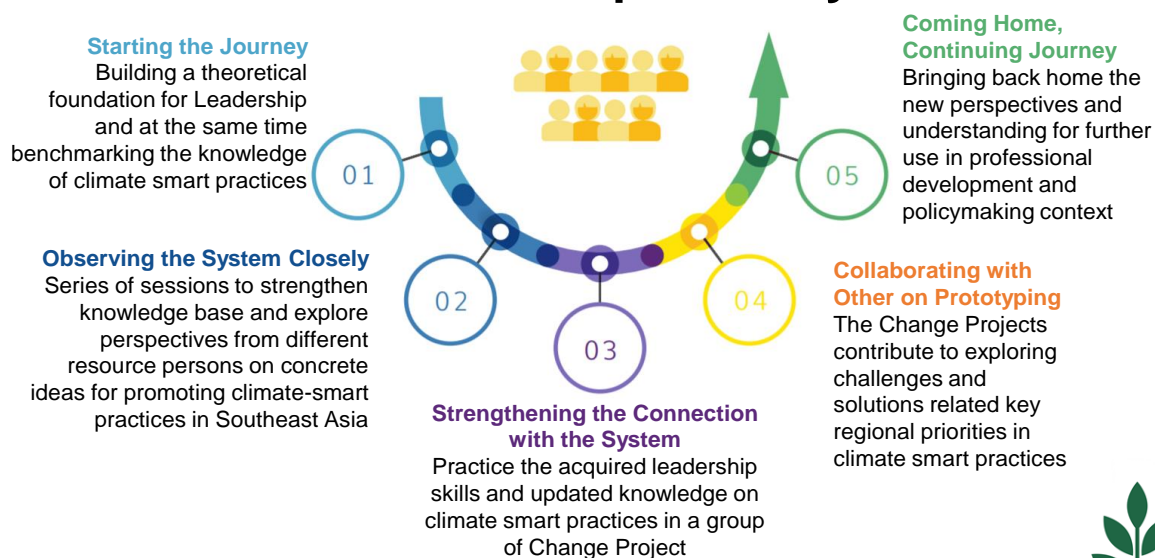 Starting the Journey
Building a theoretical
foundation for Leadership
and at the same time
benchmarking the knowledge
of climate smart practices
01
Observing the System Closely
Series of sessions to strengthen
knowledge base and explore
perspectives from different
resource persons on concrete
ideas for promoting climate-smart
practices in Southeast Asia
02
03
Strengthening the Connection
with the System
Practice the acquired leadership
skills and updated knowledge on
climate smart practices in a group
of Change Project
04
Collaborating with
Other on Prototyping
The Change Projects
contribute to exploring
challenges and
solutions related key
regional priorities in
climate smart practices
05
Coming Home,
Continuing Journey
Bringing back home the
new perspectives and
understanding for further
use in professional
development and
policymaking context